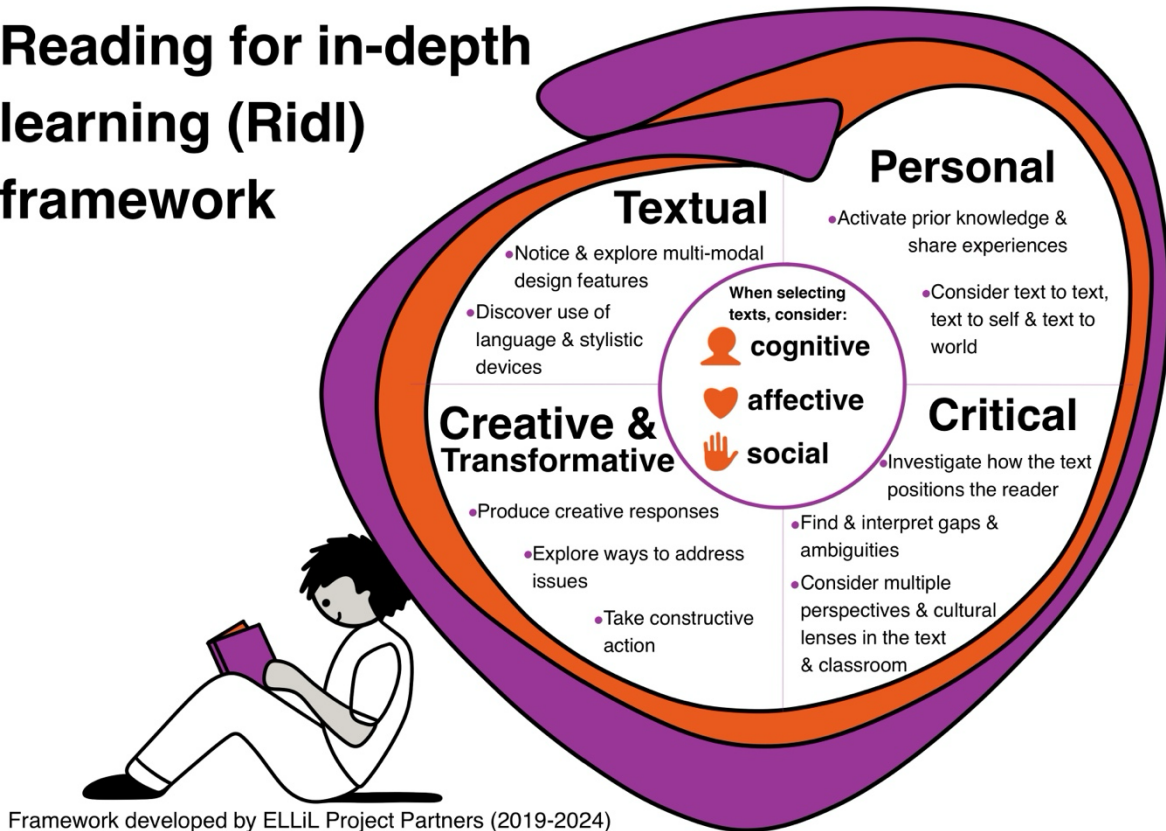 Reading for in-depth
learning (Ridl)
framework
Textual
•Notice & explore multi-modal
design features
•Discover use of
language & stylistic
devices
Personal
•Activate prior knowledge &
share experiences
•Consider text to text,
text to self & text to
world
When selecting
texts, consider:
cognitive
affective
social
Creative &
Transformative
•Produce creative responses
•Explore ways to address
issues
•Take constructive
action
Critical
•Investigate how the text
positions the reader
•Find & interpret gaps &
ambiguities
•Consider multiple
perspectives & cultural
lenses in the text
& classroom
Framework developed by ELLiL Project Partners (2019-2024)